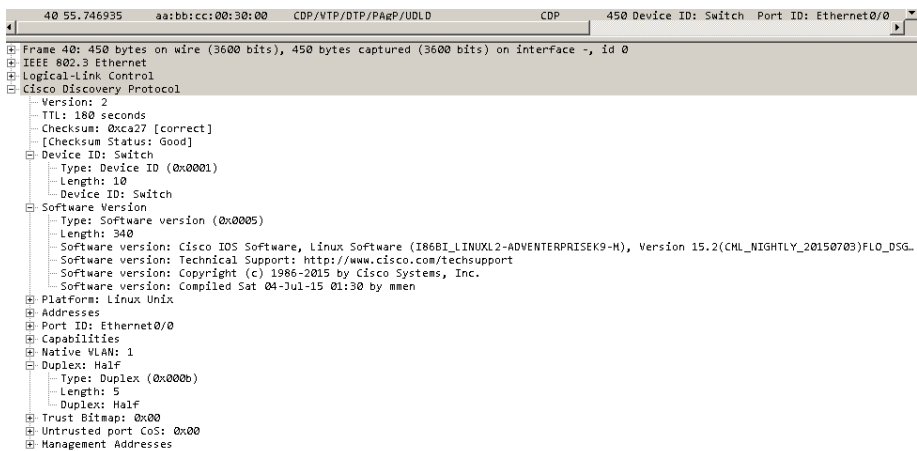 40 55.746935 aa:bb:cc:00:30:00 CDP/VTP/DTP/PAgP/UDLD CDP 450 Device ID: Switch Port ID: Ethernet0/0
Frame 40: 450 bytes on wire (3600 bits), 450 bytes captured (3600 bits) on interface -, id 0
IEEE 802.3 Ethernet
Logical-Link Control
Cisco Discovery Protocol
Version: 2
TTL: 180 seconds
Checksum: 0xca27 [correct]
[Checksum Status: Good]
Device ID: Switch
Type: Device ID (0x0001)
Length: 10
Device ID: Switch
Software Version
Type: Software version (0x0005)
Length: 340
Software version: Cisco IOS Software, Linux Software (I86BI_LINUXL2-ADVENTERPRISEK9-M), Version 15.2(CML_NIGHTLY_20150703)FLO_DSG…
Software version: Technical Support: http://www.cisco.com/techsupport
Software version: Copyright (c) 1986-2015 by Cisco Systems, Inc.
Software version: Compiled Sat 04-Jul-15 01:30 by mmen
Platform: Linux Unix
Addresses
Port ID: Ethernet0/0
Capabilities
Native VLAN: 1
Duplex: Half
Type: Duplex (0x000b)
Length: 5
Duplex: Half
Trust Bitmap: 0x00
Untrusted port CoS: 0x00
Management Addresses